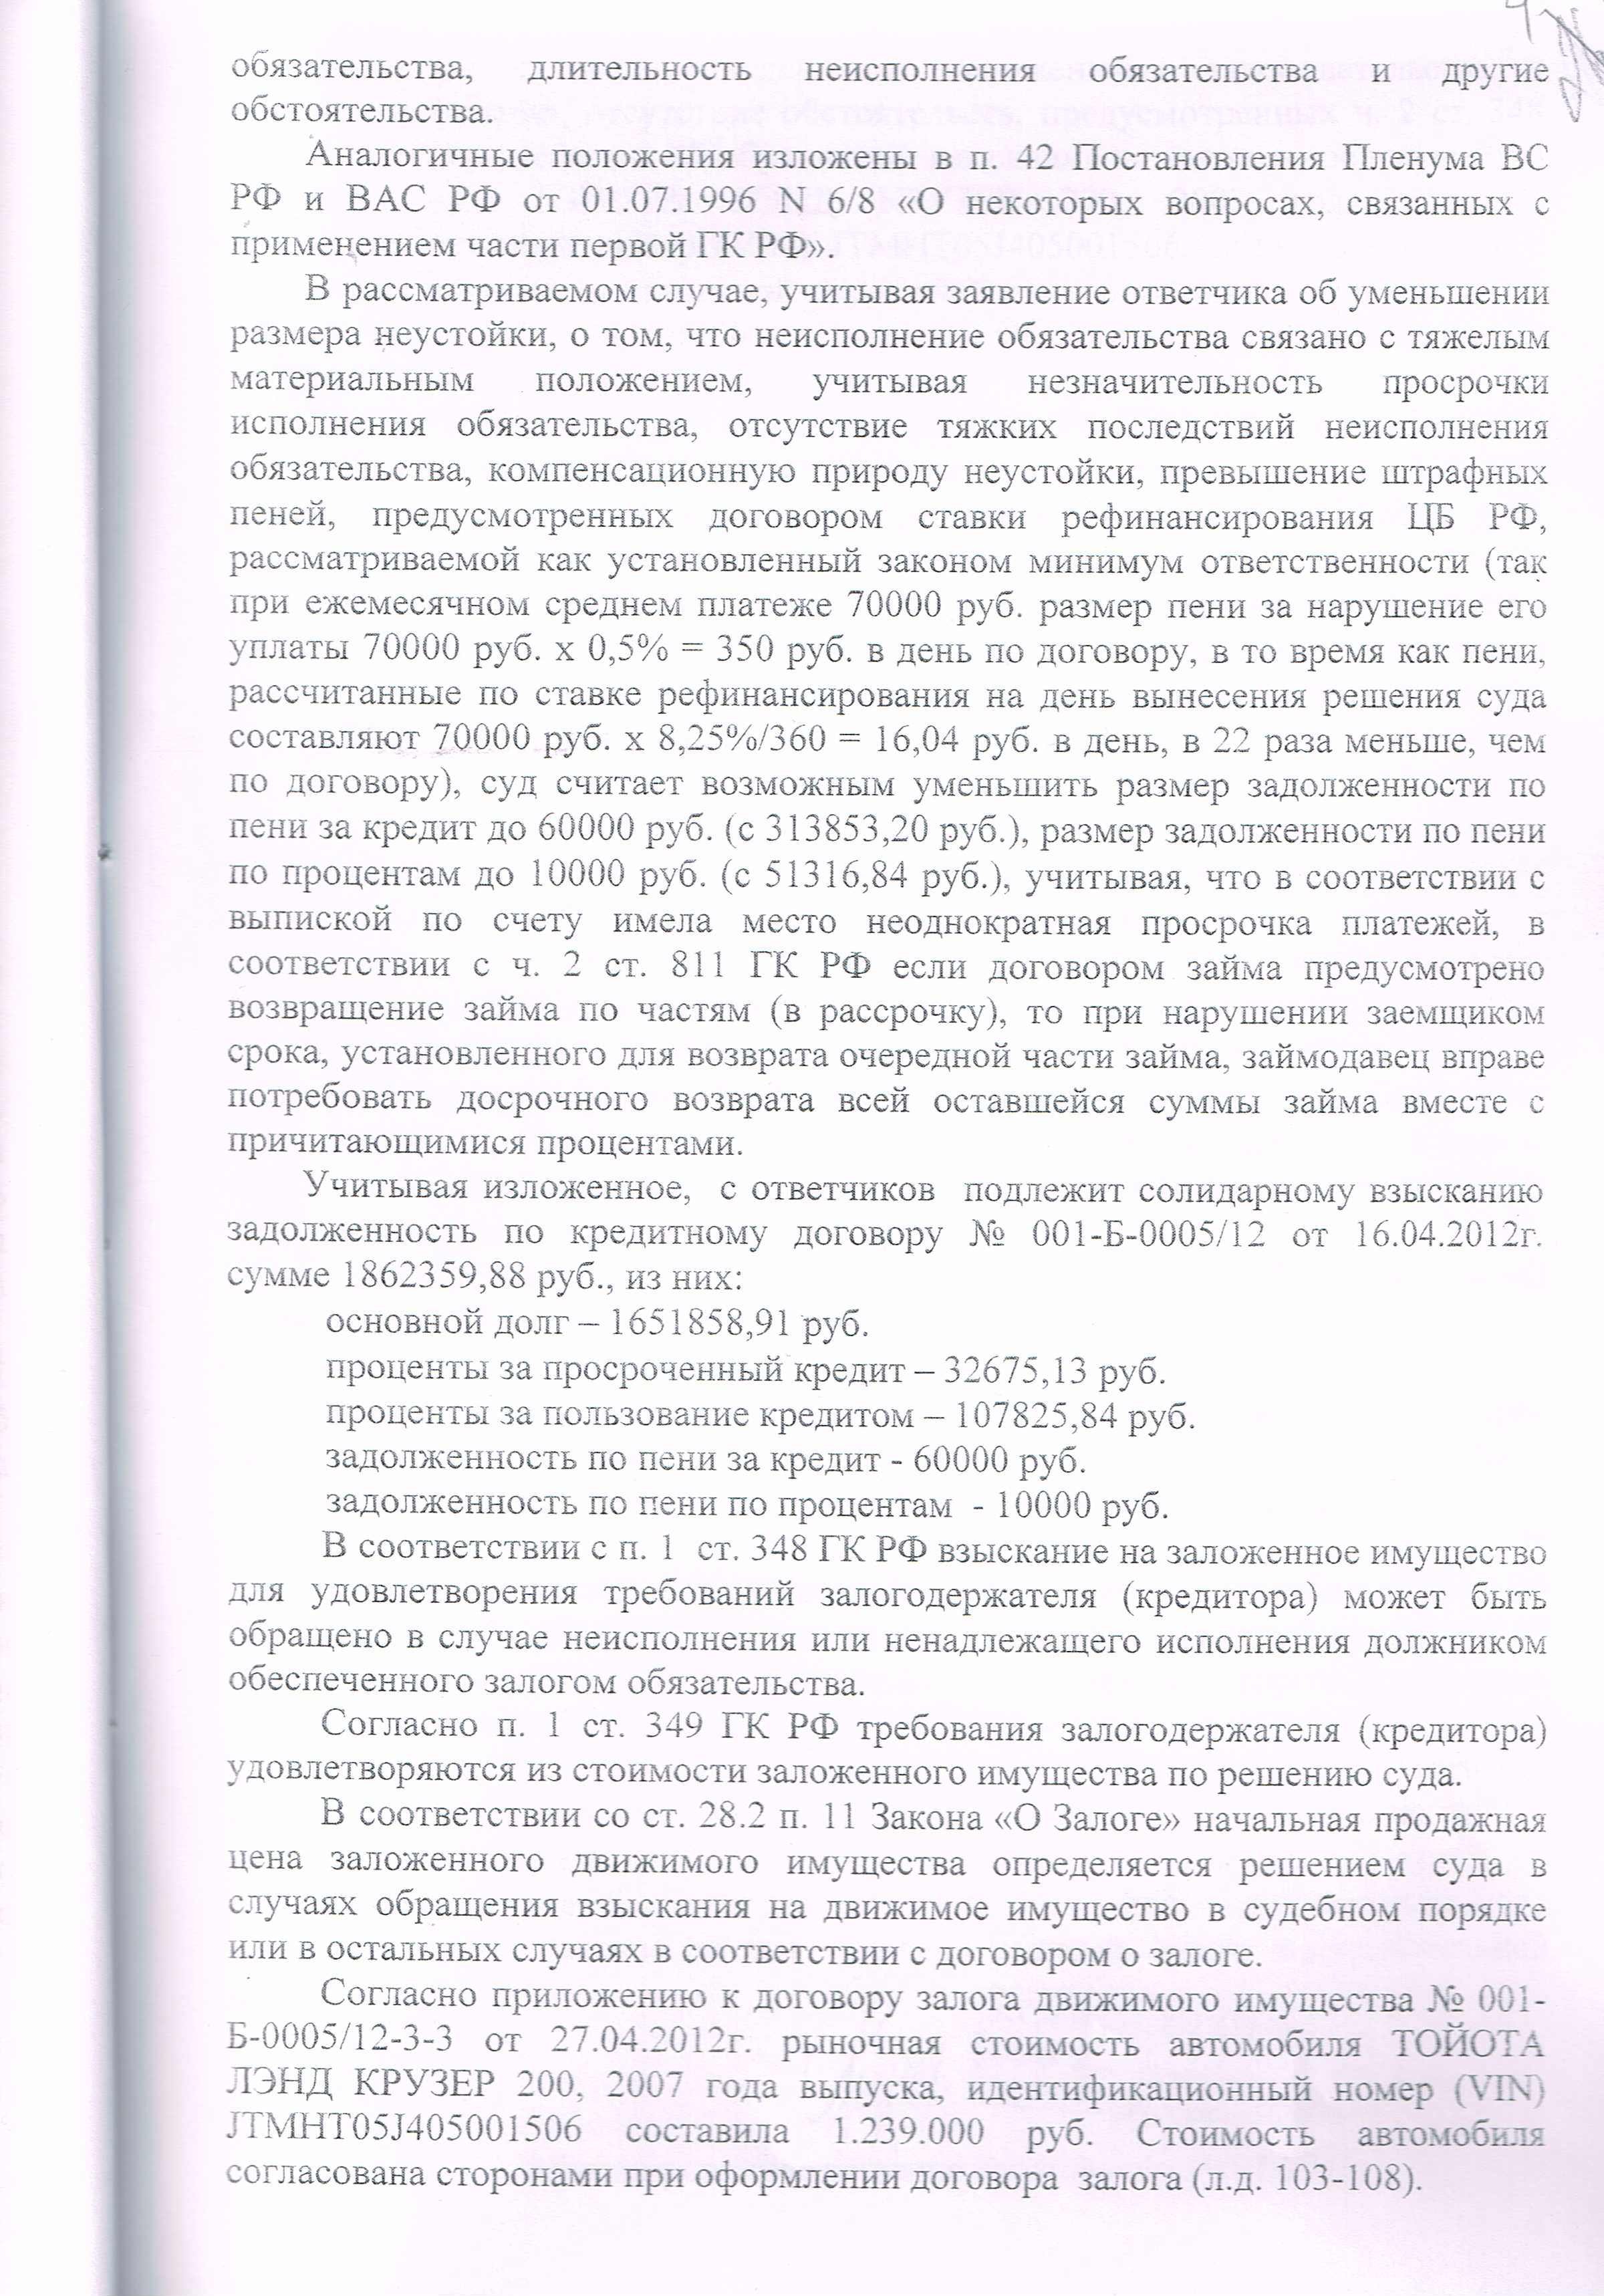 обязательства, длительность неисполнения обязательства и другие
обстоятельства.
Аналогичные положения изложены в п. 42 Постановления Пленума ВС
РФ и ВАС РФ от 01.07.1996 N 6/8 «О некоторых вопросах, связанных с
применением части первой ГК РФ».
В рассматриваемом случае, учитывая заявление ответчика об уменьшении
размера неустойки, о том, что неисполнение обязательства связано с тяжелым
материальным положением, учитывая незначительность просрочки
исполнения обязательства, отсутствие тяжких последствий неисполнения
обязательства, компенсационную природу неустойки, превышение штрафных
пеней, предусмотренных договором ставки рефинансирования ЦБ РФ,
рассматриваемой как установленный законом минимум ответственности (так
при ежемесячном среднем платеже 70000 руб. размер пени за нарушение его
уплаты 70000 руб. х 0,5% = 350 руб. в день по договору, в то время как пени,
рассчитанные по ставке рефинансирования на день вынесения решения суда
составляют 70000 руб. х 8,25%/360 = 16,04 руб. в день, в 22 раза меньше, чем
по договору), суд считает возможным уменьшить размер задолженности по
пени за кредит до 60000 руб. (с 313853,20 руб.), размер задолженности по пени
по процентам до 10000 руб. (с 51316,84 руб.), учитывая, что в соответствии с
выпиской по счету имела место неоднократная просрочка платежей, в
соответствии с ч. 2 ст. 811 ГК РФ если договором займа предусмотрено
возвращение займа по частям (в рассрочку), то при нарушении заемщиком
срока, установленного для возврата очередной части займа, займодавец вправе
потребовать досрочного возврата всей оставшейся суммы займа вместе с
причитающимися процентами.
Учитывая изложенное, с ответчиков подлежит солидарному взысканию
задолженность по кредитному договору № 001-Б-0005/12 от 16.04.2012г.
сумме 1862359,88 руб., из них:
основной долг – 1651858,91 руб.
проценты за просроченный кредит – 32675,13 руб.
проценты за пользование кредитом – 107825,84 руб.
задолженность по пени за кредит - 60000 руб.
задолженность по пени по процентам - 10000 руб.
В соответствии с п. 1 ст. 348 ГК РФ взыскание на заложенное имущество
для удовлетворения требований залогодержателя (кредитора) может быть
обращено в случае неисполнения или ненадлежащего исполнения должником
обеспеченного залогом обязательства.
Согласно п. 1 ст. 349 ГК РФ требования залогодержателя (кредитора)
удовлетворяются из стоимости заложенного имущества по решению суда.
В соответствии со ст. 28.2 п. 11 Закона «О Залоге» начальная продажная
цена заложенного движимого имущества определяется решением суда в
случаях обращения взыскания на движимое имущество в судебном порядке
или в остальных случаях в соответствии с договором о залоге.
Согласно приложению к договору залога движимого имущества № 001-
Б-0005/12-3-3 от 27.04.2012г. рыночная стоимость автомобиля ТОЙОТА
ЛЭНД КРУЗЕР 200, 2007 года выпуска, идентификационный номер (VIN)
JTMHT05J405001506 составила 1.239.000 руб. Стоимость автомобиля
согласована сторонами при оформлении договора залога (л.д. 103-108).